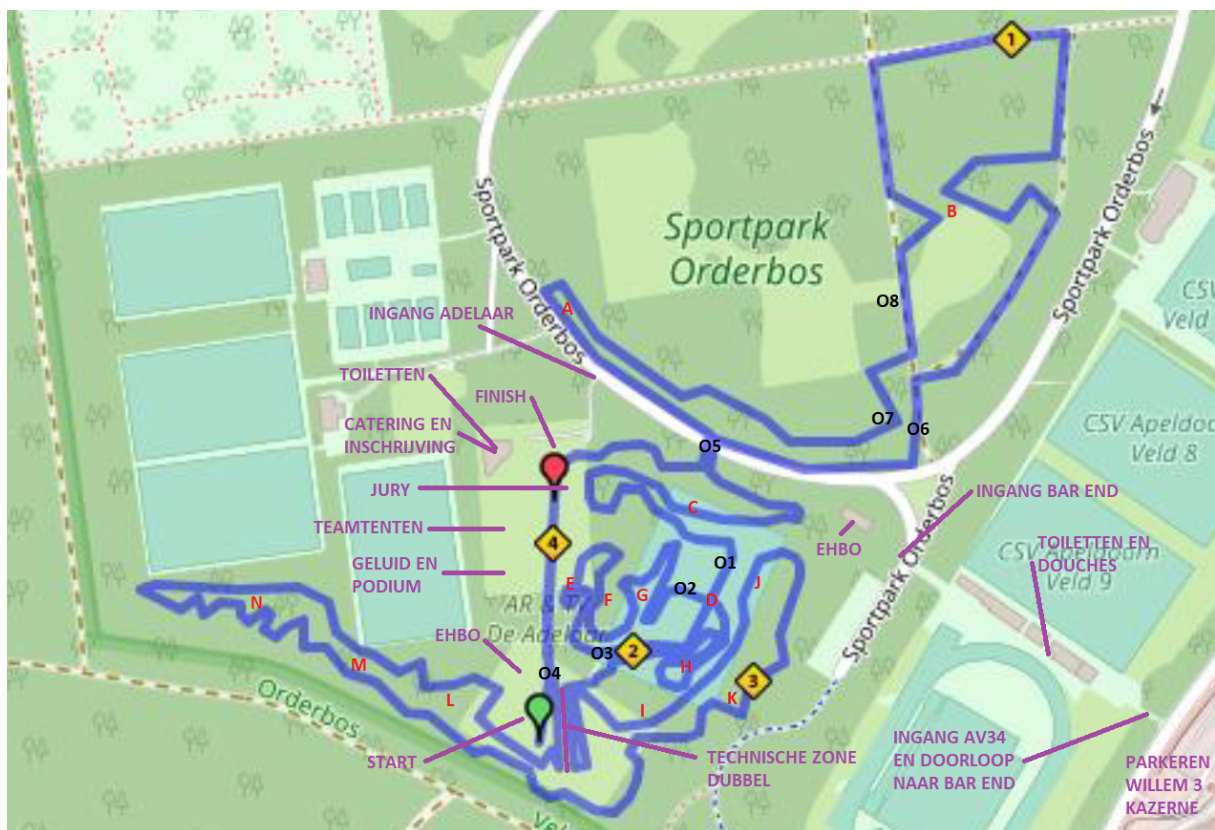 1
Sportpark Orderbos
Sportpark
Orderbos
B
Sportpark Orderbos
O8
A
INGANG ADELAAR
TOILETTEN
FINISH
CATERING EN
INSCHRIJVING
O7
O6
O5
CSV
Veld
CSV Apeldoorn
Veld 8
JURY
C
INGANG BAR END
TEAMTENTEN
4
EHBO
TOILETTEN EN
DOUCHES
CSV Apeldoorn
Veld 9
GELUID EN
PODIUM
E
F
G
O1
O2
D
J
N
AR & TV
De Adelaar
Sportpark Orderbos
EHBO
O3
2
M
O4
H
3
K
L
I
Orderbos
START
TECHNISCHE ZONE
DUBBEL
INGANG AV34
EN DOORLOOP
NAAR BAR END
PARKEREN
WILLEM 3
KAZERNE